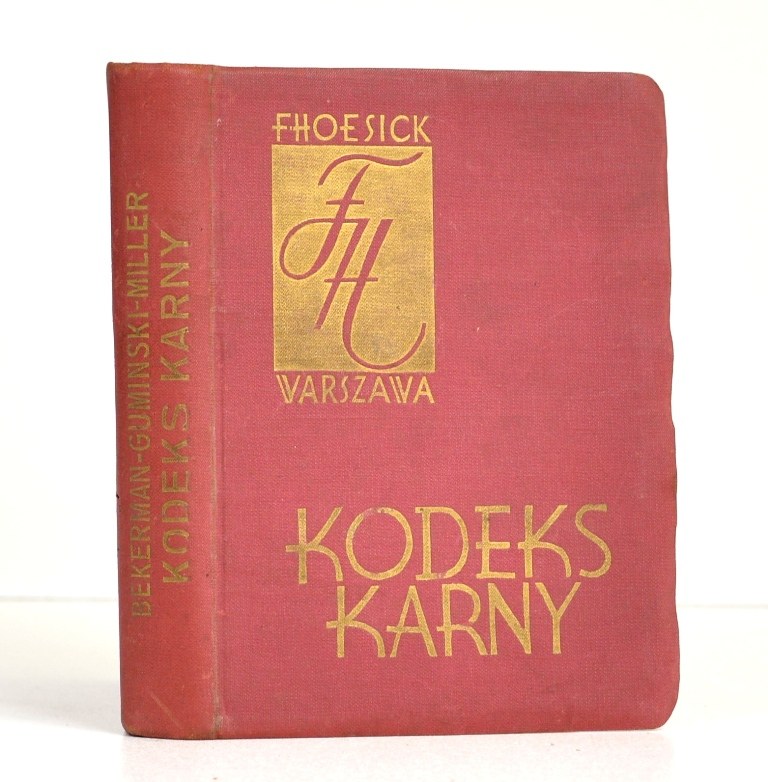 BEKERMAN-GUMINSKI-MILLER
KODEKS KARNY
F·HOESICK
FH
WARSZAWA
KODEKS
KARNY